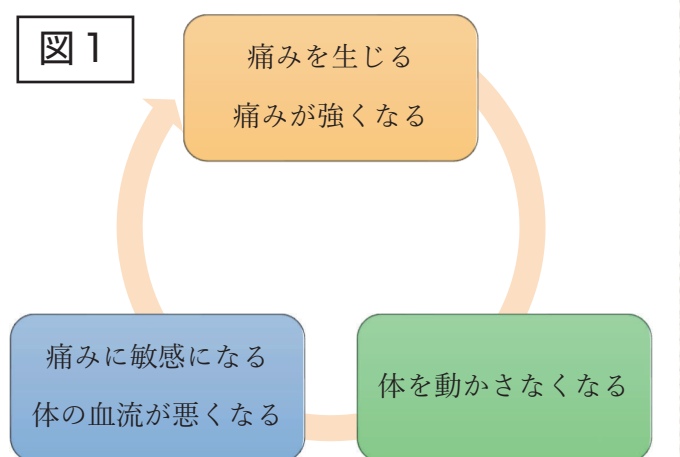 図1
痛みを生じる
痛みが強くなる
体を動かさなくなる
痛みに敏感になる
体の血流が悪くなる